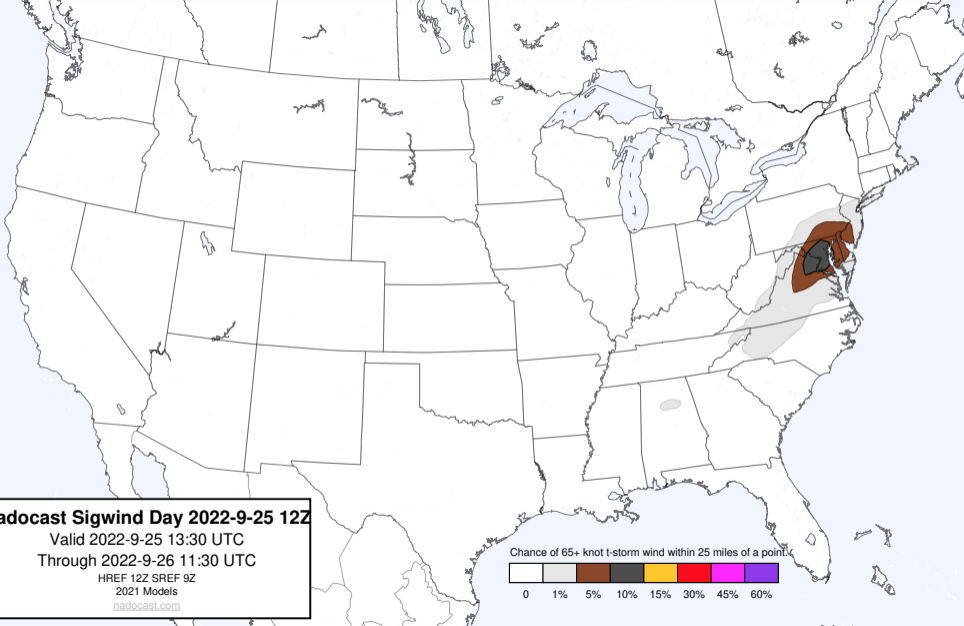 adocast Sigwind Day 2022-9-25 12Z
Valid 2022-9-25 13:30 UTC
Through 2022-9-26 11:30 UTC
HREF 12Z SREF 9Z
2021 Models
nadocast.com
Chance of 65+ knot t-storm wind within 25 miles of a point.
0 1% 5% 10% 15% 30% 45% 60%